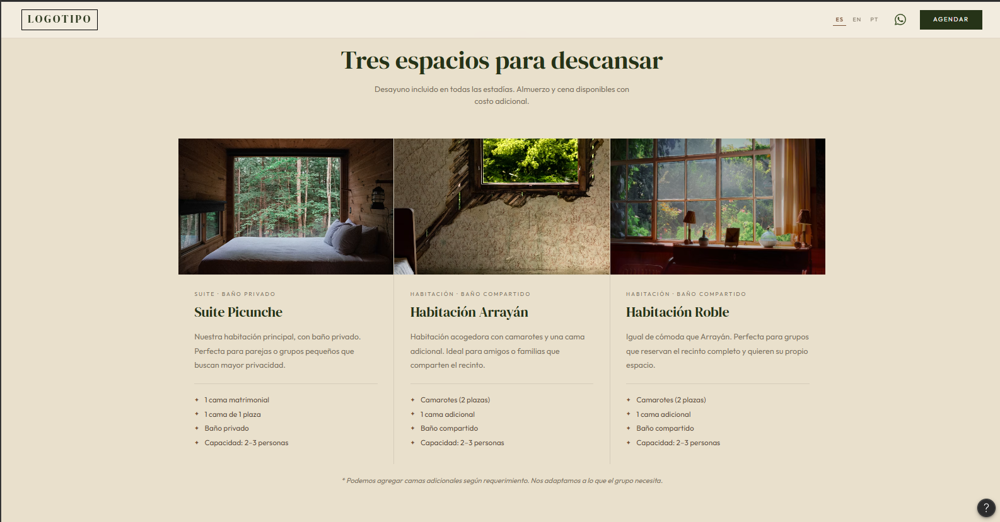 LOGOTIPO
ES EN PT
AGENDAR
Tres espacios para descansar
Desayuno incluido en todas las estadías. Almuerzo y cena disponibles con
costo adicional.
SUITE · BAÑO PRIVADO
Suite Picunche
Nuestra habitación principal, con baño privado.
Perfecta para parejas o grupos pequeños que
buscan mayor privacidad.
✦ 1 cama matrimonial
✦ 1 cama de 1 plaza
✦ Baño privado
✦ Capacidad: 2–3 personas
HABITACIÓN · BAÑO COMPARTIDO
Habitación Arrayán
Habitación acogedora con camarotes y una cama
adicional. Ideal para amigos o familias que
comparten el recinto.
✦ Camarotes (2 plazas)
✦ 1 cama adicional
✦ Baño compartido
✦ Capacidad: 2–3 personas
HABITACIÓN · BAÑO COMPARTIDO
Habitación Roble
Igual de cómoda que Arrayán. Perfecta para grupos
que reservan el recinto completo y quieren su propio
espacio.
✦ Camarotes (2 plazas)
✦ 1 cama adicional
✦ Baño compartido
✦ Capacidad: 2–3 personas
* Podemos agregar camas adicionales según requerimiento. Nos adaptamos a lo que el grupo necesita.
?